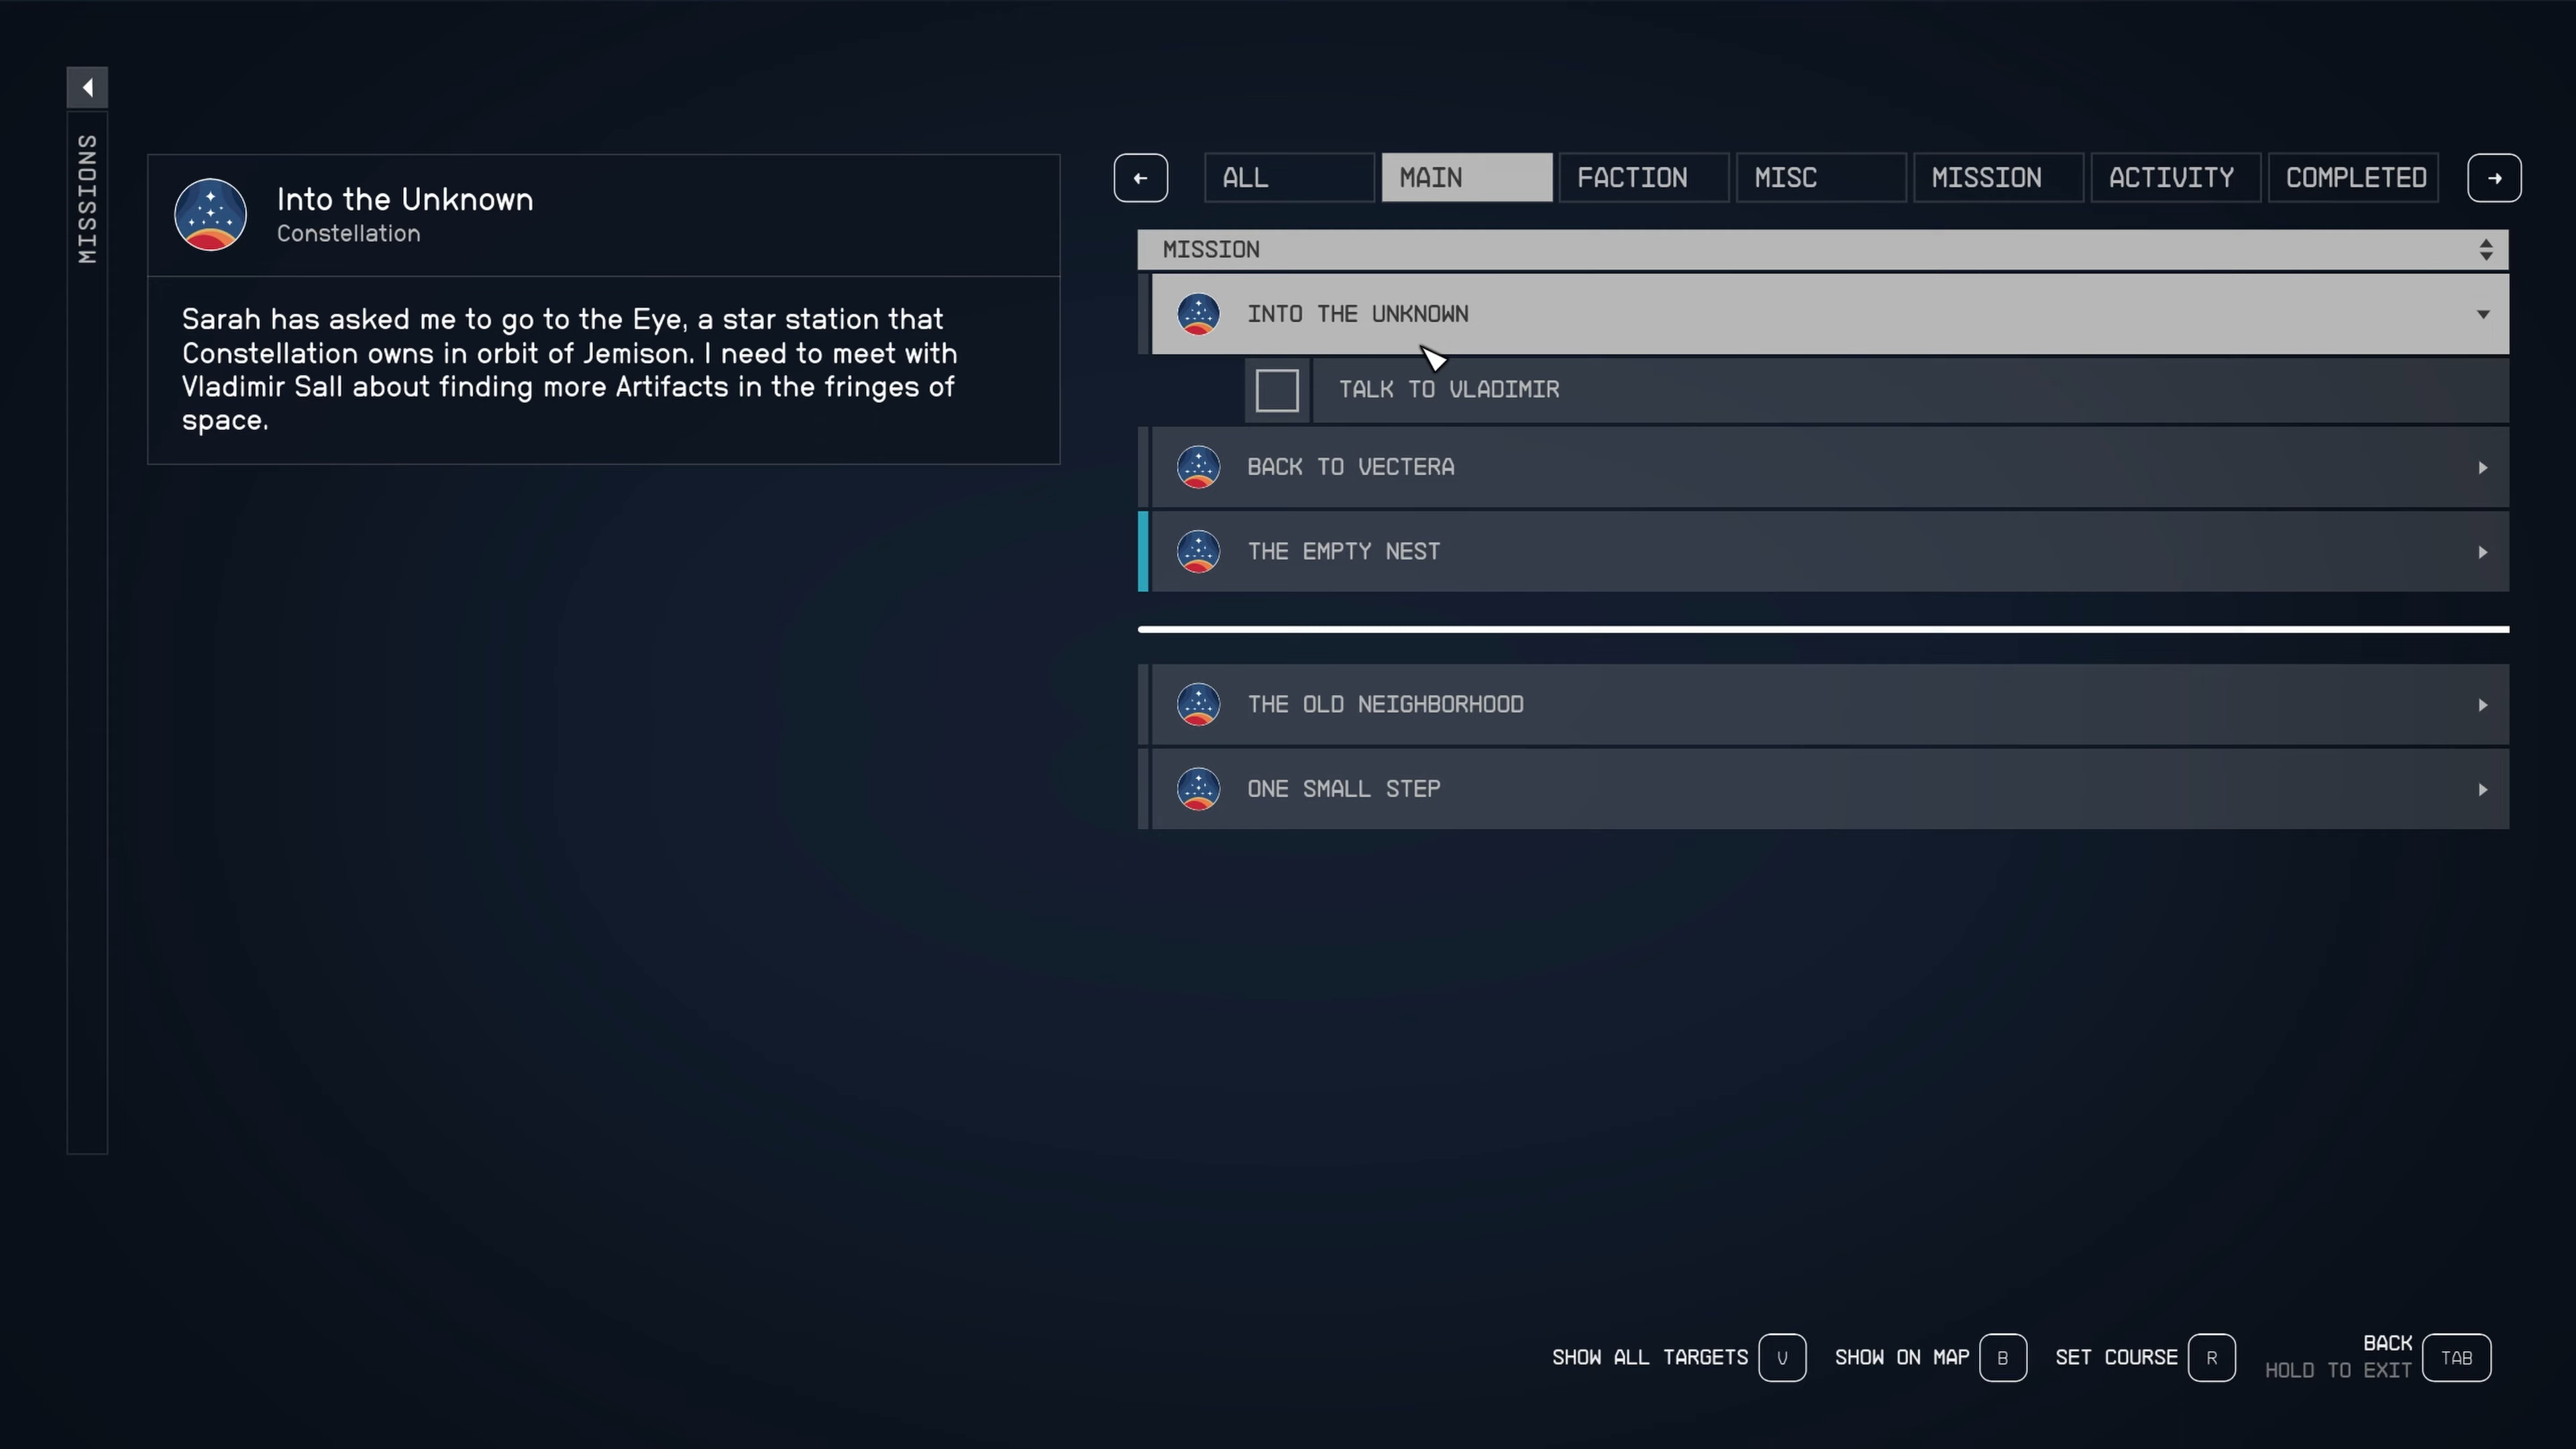 MISSIONS
Into the Unknown
Constellation
Sarah has asked me to go to the Eye, a star station that
Constellation owns in orbit of Jemison. I need to meet with
Vladimir Sall about finding more Artifacts in the fringes of
space.
ALL MAIN FACTION MISC MISSION ACTIVITY COMPLETED
MISSION
INTO THE UNKNOWN
TALK TO VLADIMIR
BACK TO VECTERA
THE EMPTY NEST
THE OLD NEIGHBORHOOD
ONE SMALL STEP
SHOW ALL TARGETS V SHOW ON MAP B SET COURSE R BACK TAB
HOLD TO EXIT